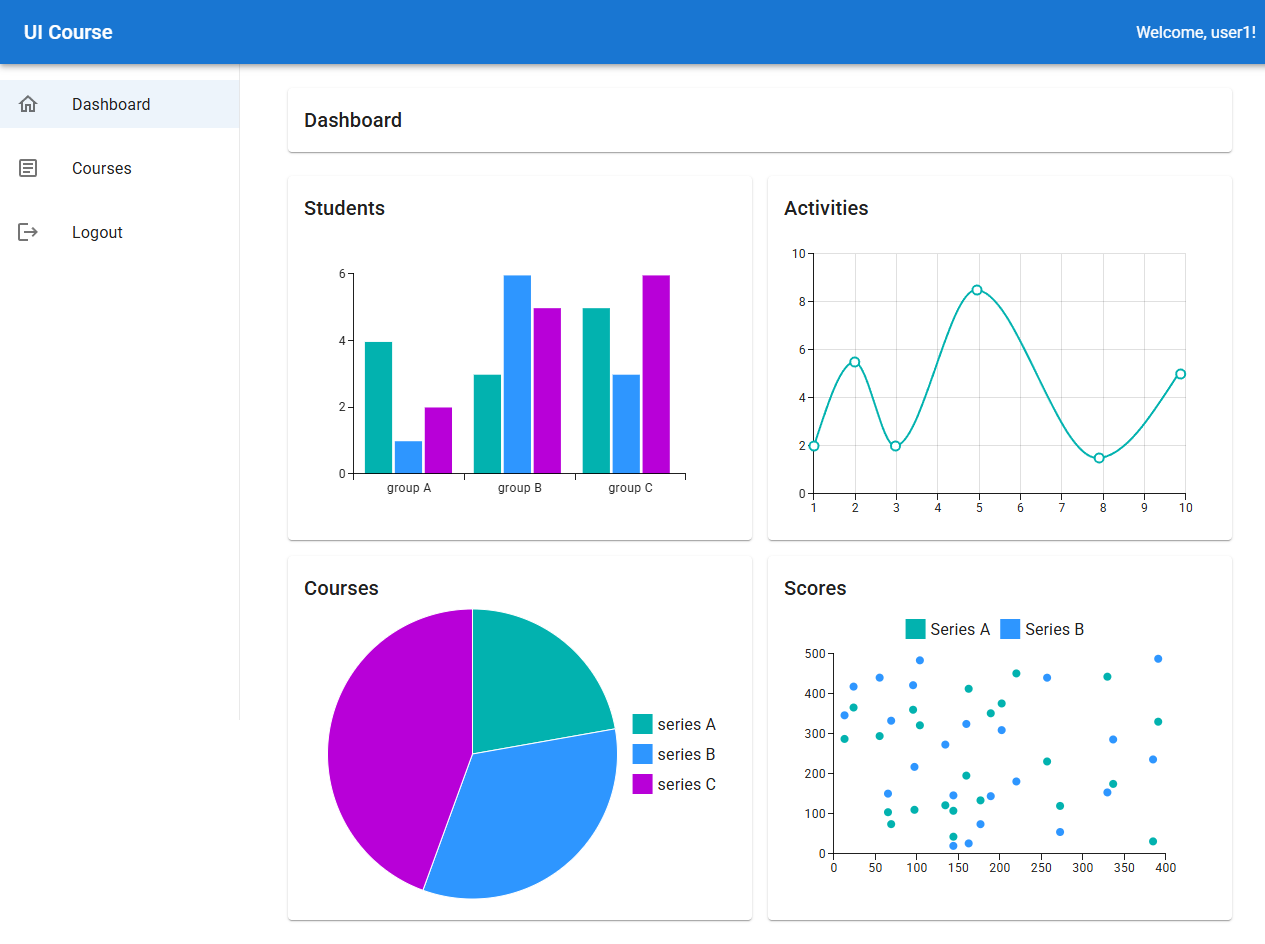 UI Course
Welcome, user1!
Dashboard
Courses
Logout
Dashboard
Students
6
4
2
0
group A group B group C
Activities
10
8
6
4
2
0
1 2 3 4 5 6 7 8 9 10
Courses
series A
series B
series C
Scores
Series A Series B
500
400
300
200
100
0
0 50 100 150 200 250 300 350 400